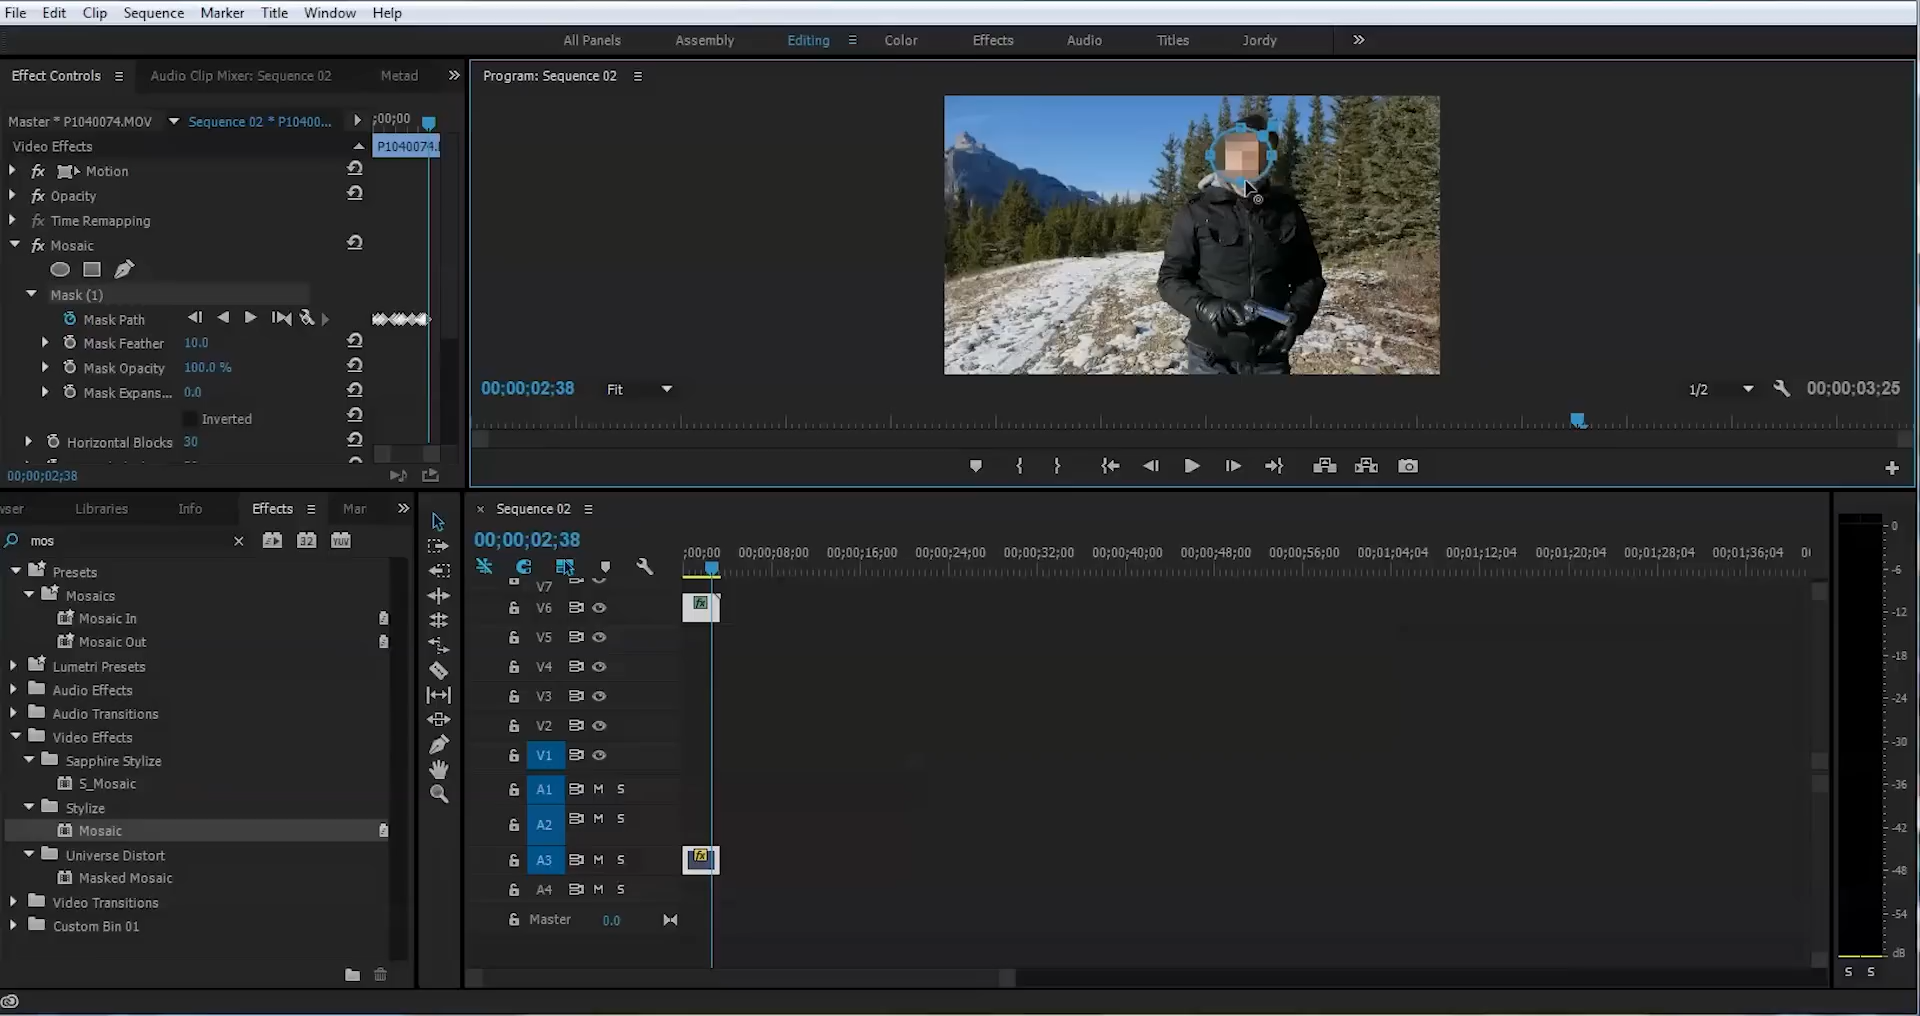 File Edit Clip Sequence Marker Title Window Help
All Panels Assembly Editing Color Effects Audio Titles Jordy
Effect Controls Audio Clip Mixer: Sequence 02 Metad
Program: Sequence 02
Master * P1040074.MOV Sequence 02 * P10400... ;00;00
Video Effects P1040074.
fx Motion
fx Opacity
fx Time Remapping
fx Mosaic
Mask (1)
Mask Path
Mask Feather 10.0
Mask Opacity 100.0 %
Mask Expans... 0.0
Inverted
Horizontal Blocks 30
00;00;02;38
00;00;02;38 Fit 1/2 00;00;03;25
wser Libraries Info Effects Mar
mos 32 YUV
Presets
Mosaics
Mosaic In
Mosaic Out
Lumetri Presets
Audio Effects
Audio Transitions
Video Effects
Sapphire Stylize
S_Mosaic
Stylize
Mosaic
Universe Distort
Masked Mosaic
Video Transitions
Custom Bin 01
× Sequence 02
00;00;02;38
;00;00 00;00;08;00 00;00;16;00 00;00;24;00 00;00;32;00 00;00;40;00 00;00;48;00 00;00;56;00 00;01;04;04 00;01;12;04 00;01;20;04 00;01;28;04 00;01;36;04
V7
V6 fx
V5
V4
V3
V2
V1
A1 M S
A2 M S
A3 M S fx
A4 M S
Master 0.0
0
-6
-12
-18
-24
-30
-36
-42
-48
-54
dB
S S